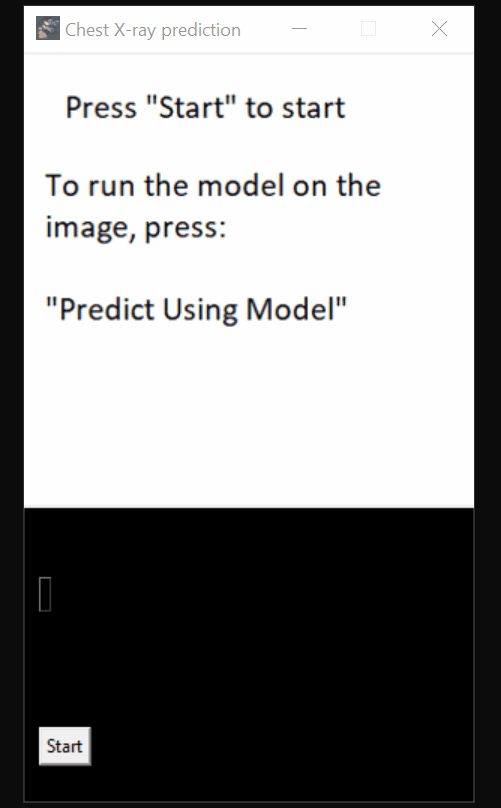 Chest X-ray prediction
Press "Start" to start
To run the model on the
image, press:
"Predict Using Model"
Start